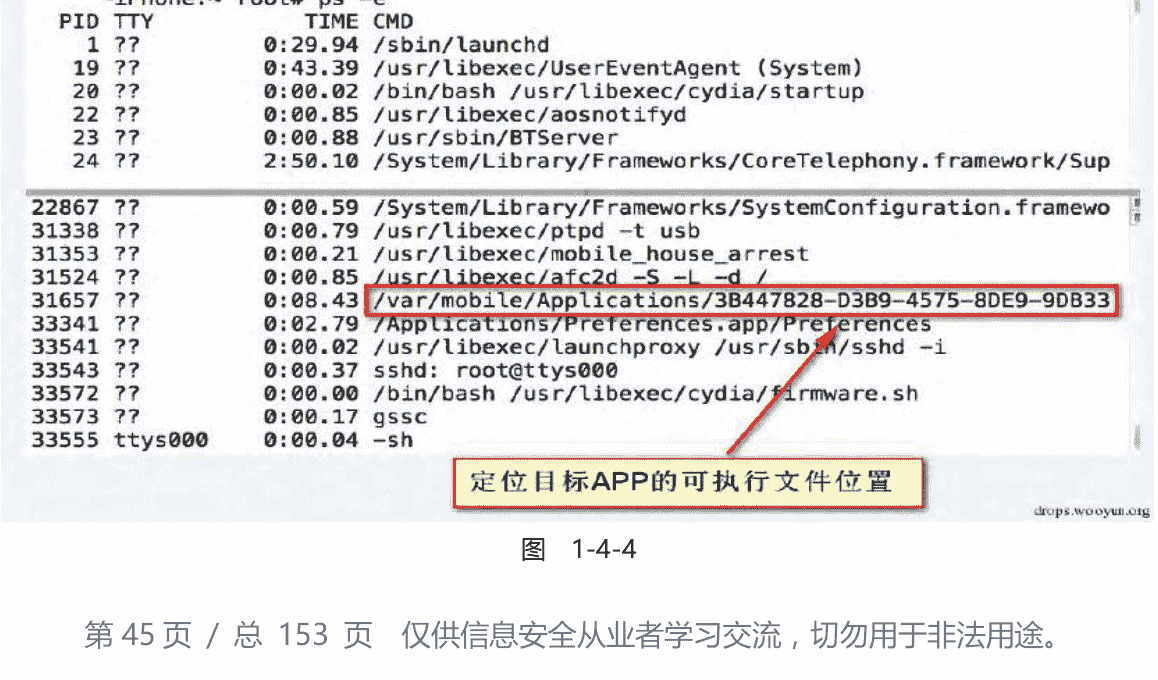 -iPhone:~ root# ps -e
PID TTY TIME CMD
1 ?? 0:29.94 /sbin/launchd
19 ?? 0:43.39 /usr/libexec/UserEventAgent (System)
20 ?? 0:00.02 /bin/bash /usr/libexec/cydia/startup
22 ?? 0:00.85 /usr/libexec/aosnotifyd
23 ?? 0:00.88 /usr/sbin/BTServer
24 ?? 2:50.10 /System/Library/Frameworks/CoreTelephony.framework/Sup
22867 ?? 0:00.59 /System/Library/Frameworks/SystemConfiguration.framewo
31338 ?? 0:00.79 /usr/libexec/ptpd -t usb
31353 ?? 0:00.21 /usr/libexec/mobile_house_arrest
31524 ?? 0:00.85 /usr/libexec/afc2d -S -L -d /
31657 ?? 0:08.43 /var/mobile/Applications/3B447828-D3B9-4575-8DE9-9DB33
33341 ?? 0:02.79 /Applications/Preferences.app/Preferences
33541 ?? 0:00.02 /usr/libexec/launchproxy /usr/sbin/sshd -i
33543 ?? 0:00.37 sshd: root@ttys000
33572 ?? 0:00.00 /bin/bash /usr/libexec/cydia/firmware.sh
33573 ?? 0:00.17 gssc
33555 ttys000 0:00.04 -sh
定位目标APP的可执行文件位置
drops.wooyun.org
图 1-4-4
第 45 页 / 总 153 页 仅供信息安全从业者学习交流，切勿用于非法用途。